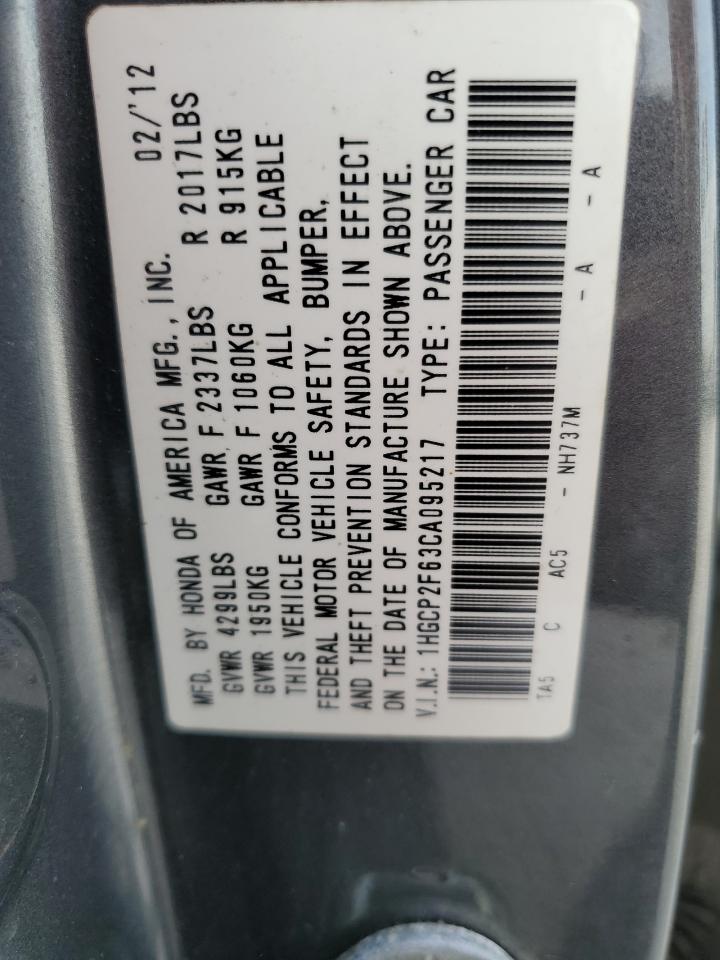 MFD. BY HONDA OF AMERICA MFG., INC. 02/'12
GVWR 4299LBS GAWR F 2337LBS R 2017LBS
GVWR 1950KG GAWR F 1060KG R 915KG
THIS VEHICLE CONFORMS TO ALL APPLICABLE
FEDERAL MOTOR VEHICLE SAFETY, BUMPER,
AND THEFT PREVENTION STANDARDS IN EFFECT
ON THE DATE OF MANUFACTURE SHOWN ABOVE.
V.I.N.: 1HGCP2F63CA095217 TYPE: PASSENGER CAR
TA5 C AC5 - NH737M - A - A